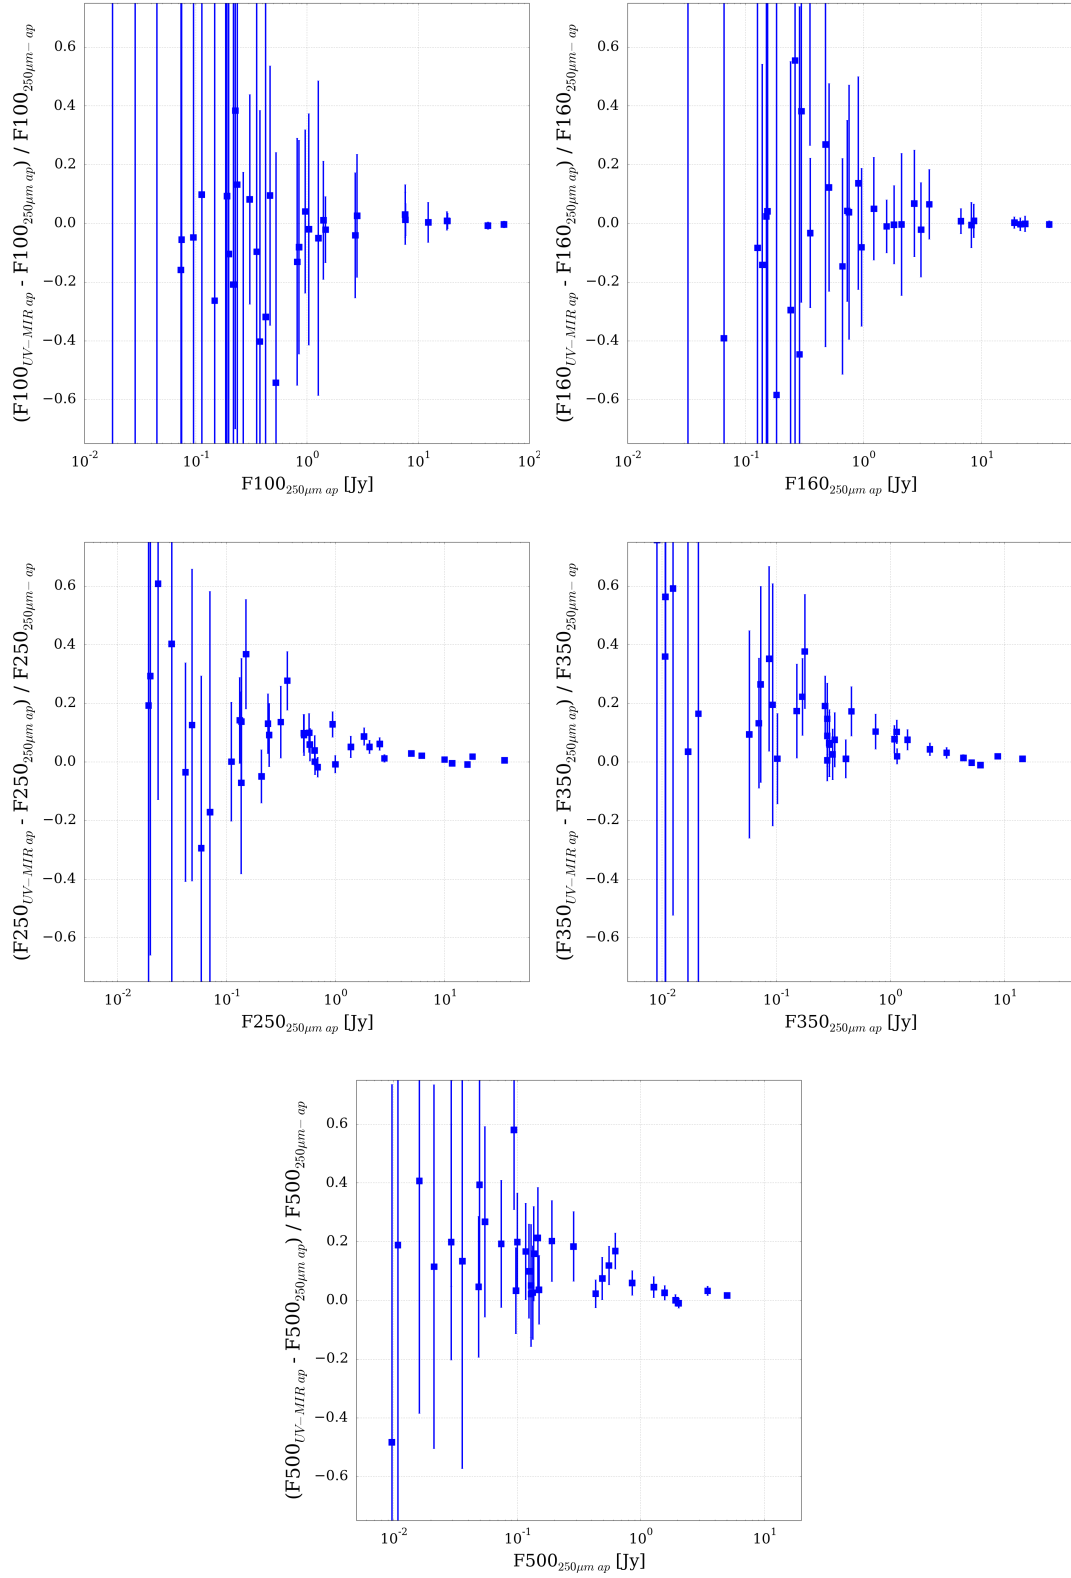 (F100UV−MIR ap - F100250μm ap) / F100250μm− ap
0.6
0.4
0.2
0.0
−0.2
−0.4
−0.6
10-2 10-1 100 101 102
F100250μm ap [Jy]
(F160UV−MIR ap - F160250μm ap) / F160250μm− ap
0.6
0.4
0.2
0.0
−0.2
−0.4
−0.6
10-2 10-1 100 101
F160250μm ap [Jy]
(F250UV−MIR ap - F250250μm ap) / F250250μm− ap
0.6
0.4
0.2
0.0
−0.2
−0.4
−0.6
10-2 10-1 100 101
F250250μm ap [Jy]
(F350UV−MIR ap - F350250μm ap) / F350250μm− ap
0.6
0.4
0.2
0.0
−0.2
−0.4
−0.6
10-2 10-1 100 101
F350250μm ap [Jy]
(F500UV−MIR ap - F500250μm ap) / F500250μm− ap
0.6
0.4
0.2
0.0
−0.2
−0.4
−0.6
10-2 10-1 100 101
F500250μm ap [Jy]